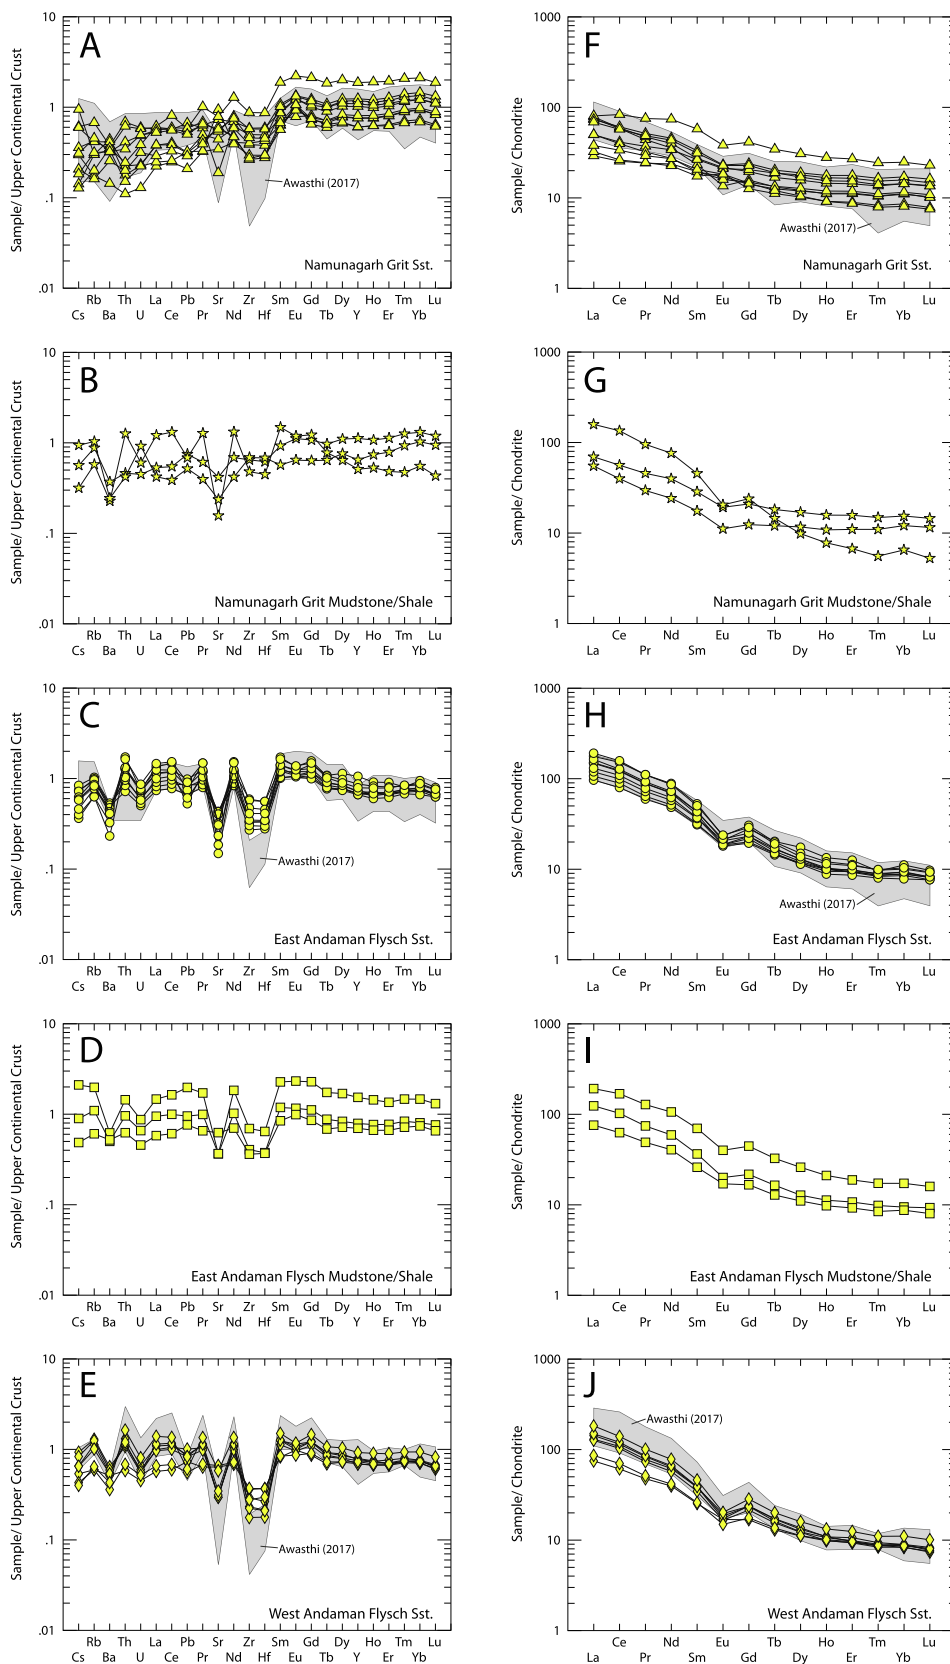 A
Sample/ Upper Continental Crust
10
1
.1
.01
Awasthi (2017)
Namunagarh Grit Sst.
Rb Th La Pb Sr Zr Sm Gd Dy Ho Tm Lu
Cs Ba U Ce Pr Nd Hf Eu Tb Y Er Yb
F
Sample/ Chondrite
1000
100
10
1
Awasthi (2017)
Namunagarh Grit Sst.
Ce Nd Eu Tb Ho Tm Lu
La Pr Sm Gd Dy Er Yb
B
Sample/ Upper Continental Crust
10
1
.1
.01
Namunagarh Grit Mudstone/Shale
Rb Th La Pb Sr Zr Sm Gd Dy Ho Tm Lu
Cs Ba U Ce Pr Nd Hf Eu Tb Y Er Yb
G
Sample/ Chondrite
1000
100
10
1
Namunagarh Grit Mudstone/Shale
Ce Nd Eu Tb Ho Tm Lu
La Pr Sm Gd Dy Er Yb
C
Sample/ Upper Continental Crust
10
1
.1
.01
Awasthi (2017)
East Andaman Flysch Sst.
Rb Th La Pb Sr Zr Sm Gd Dy Ho Tm Lu
Cs Ba U Ce Pr Nd Hf Eu Tb Y Er Yb
H
Sample/ Chondrite
1000
100
10
1
Awasthi (2017)
East Andaman Flysch Sst.
Ce Nd Eu Tb Ho Tm Lu
La Pr Sm Gd Dy Er Yb
D
Sample/ Upper Continental Crust
10
1
.1
.01
East Andaman Flysch Mudstone/Shale
Rb Th La Pb Sr Zr Sm Gd Dy Ho Tm Lu
Cs Ba U Ce Pr Nd Hf Eu Tb Y Er Yb
I
Sample/ Chondrite
1000
100
10
1
East Andaman Flysch Mudstone/Shale
Ce Nd Eu Tb Ho Tm Lu
La Pr Sm Gd Dy Er Yb
E
Sample/ Upper Continental Crust
10
1
.1
.01
Awasthi (2017)
West Andaman Flysch Sst.
Rb Th La Pb Sr Zr Sm Gd Dy Ho Tm Lu
Cs Ba U Ce Pr Nd Hf Eu Tb Y Er Yb
J
Sample/ Chondrite
1000
100
10
1
Awasthi (2017)
West Andaman Flysch Sst.
Ce Nd Eu Tb Ho Tm Lu
La Pr Sm Gd Dy Er Yb